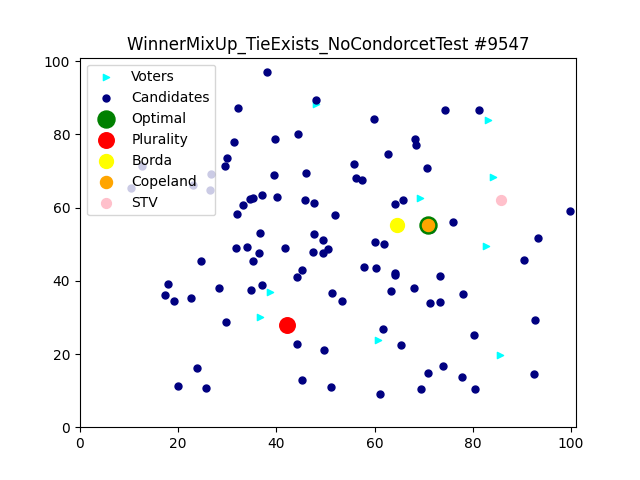 WinnerMixUp_TieExists_NoCondorcetTest #9547
Voters
Candidates
Optimal
Plurality
Borda
Copeland
STV
100
80
60
40
20
0
0 20 40 60 80 100